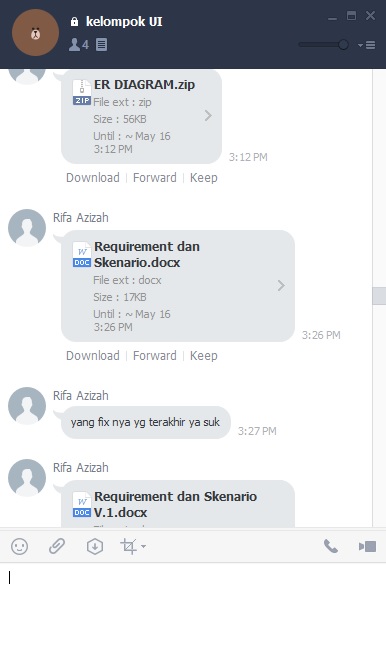 kelompok UI
4
ER DIAGRAM.zip
ZIP
File ext : zip
Size : 56KB
Until : ~ May 16
3:12 PM
3:12 PM
Download | Forward | Keep
Rifa Azizah
Requirement dan
Skenario.docx
W
DOC
File ext : docx
Size : 17KB
Until : ~ May 16
3:26 PM
3:26 PM
Download | Forward | Keep
Rifa Azizah
yang fix nya yg terakhir ya suk
3:27 PM
Rifa Azizah
Requirement dan Skenario
V.1.docx
W
DOC